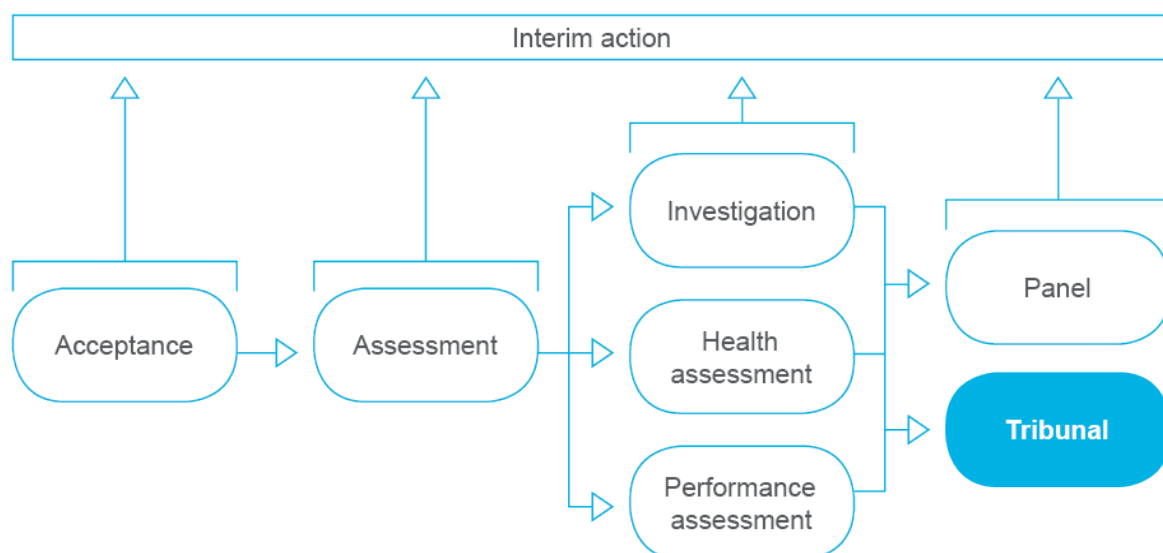 Interim action
Acceptance
Assessment
Investigation
Health
assessment
Performance
assessment
Panel
Tribunal